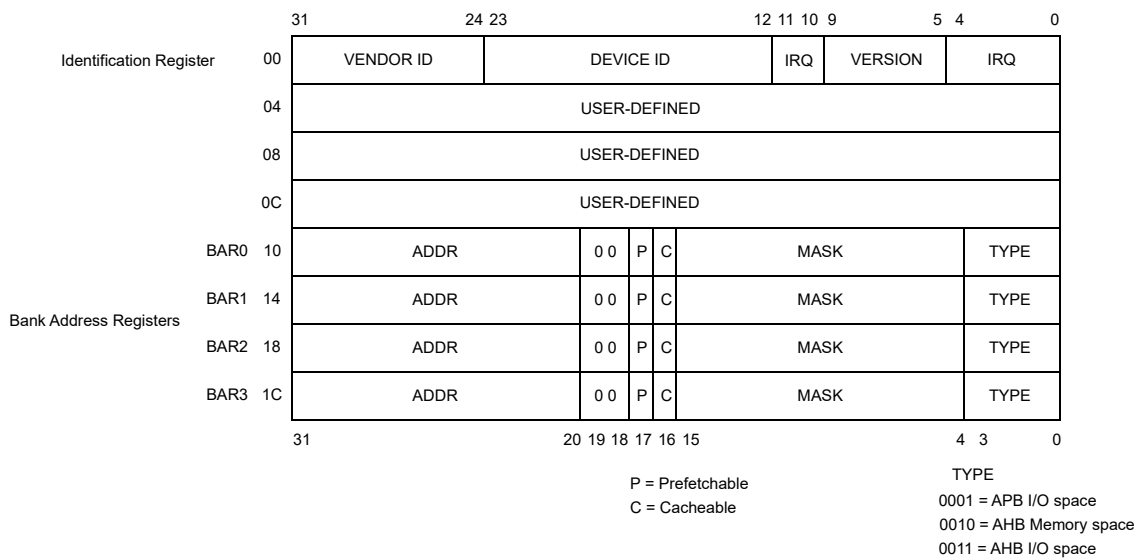 31 24 23 12 11 10 9 5 4 0
Identification Register 00 VENDOR ID DEVICE ID IRQ VERSION IRQ
04 USER-DEFINED
08 USER-DEFINED
0C USER-DEFINED
BAR0 10 ADDR 0 0 P C MASK TYPE
BAR1 14 ADDR 0 0 P C MASK TYPE
Bank Address Registers
BAR2 18 ADDR 0 0 P C MASK TYPE
BAR3 1C ADDR 0 0 P C MASK TYPE
31 20 19 18 17 16 15 4 3 0
P = Prefetchable
C = Cacheable
TYPE
0001 = APB I/O space
0010 = AHB Memory space
0011 = AHB I/O space